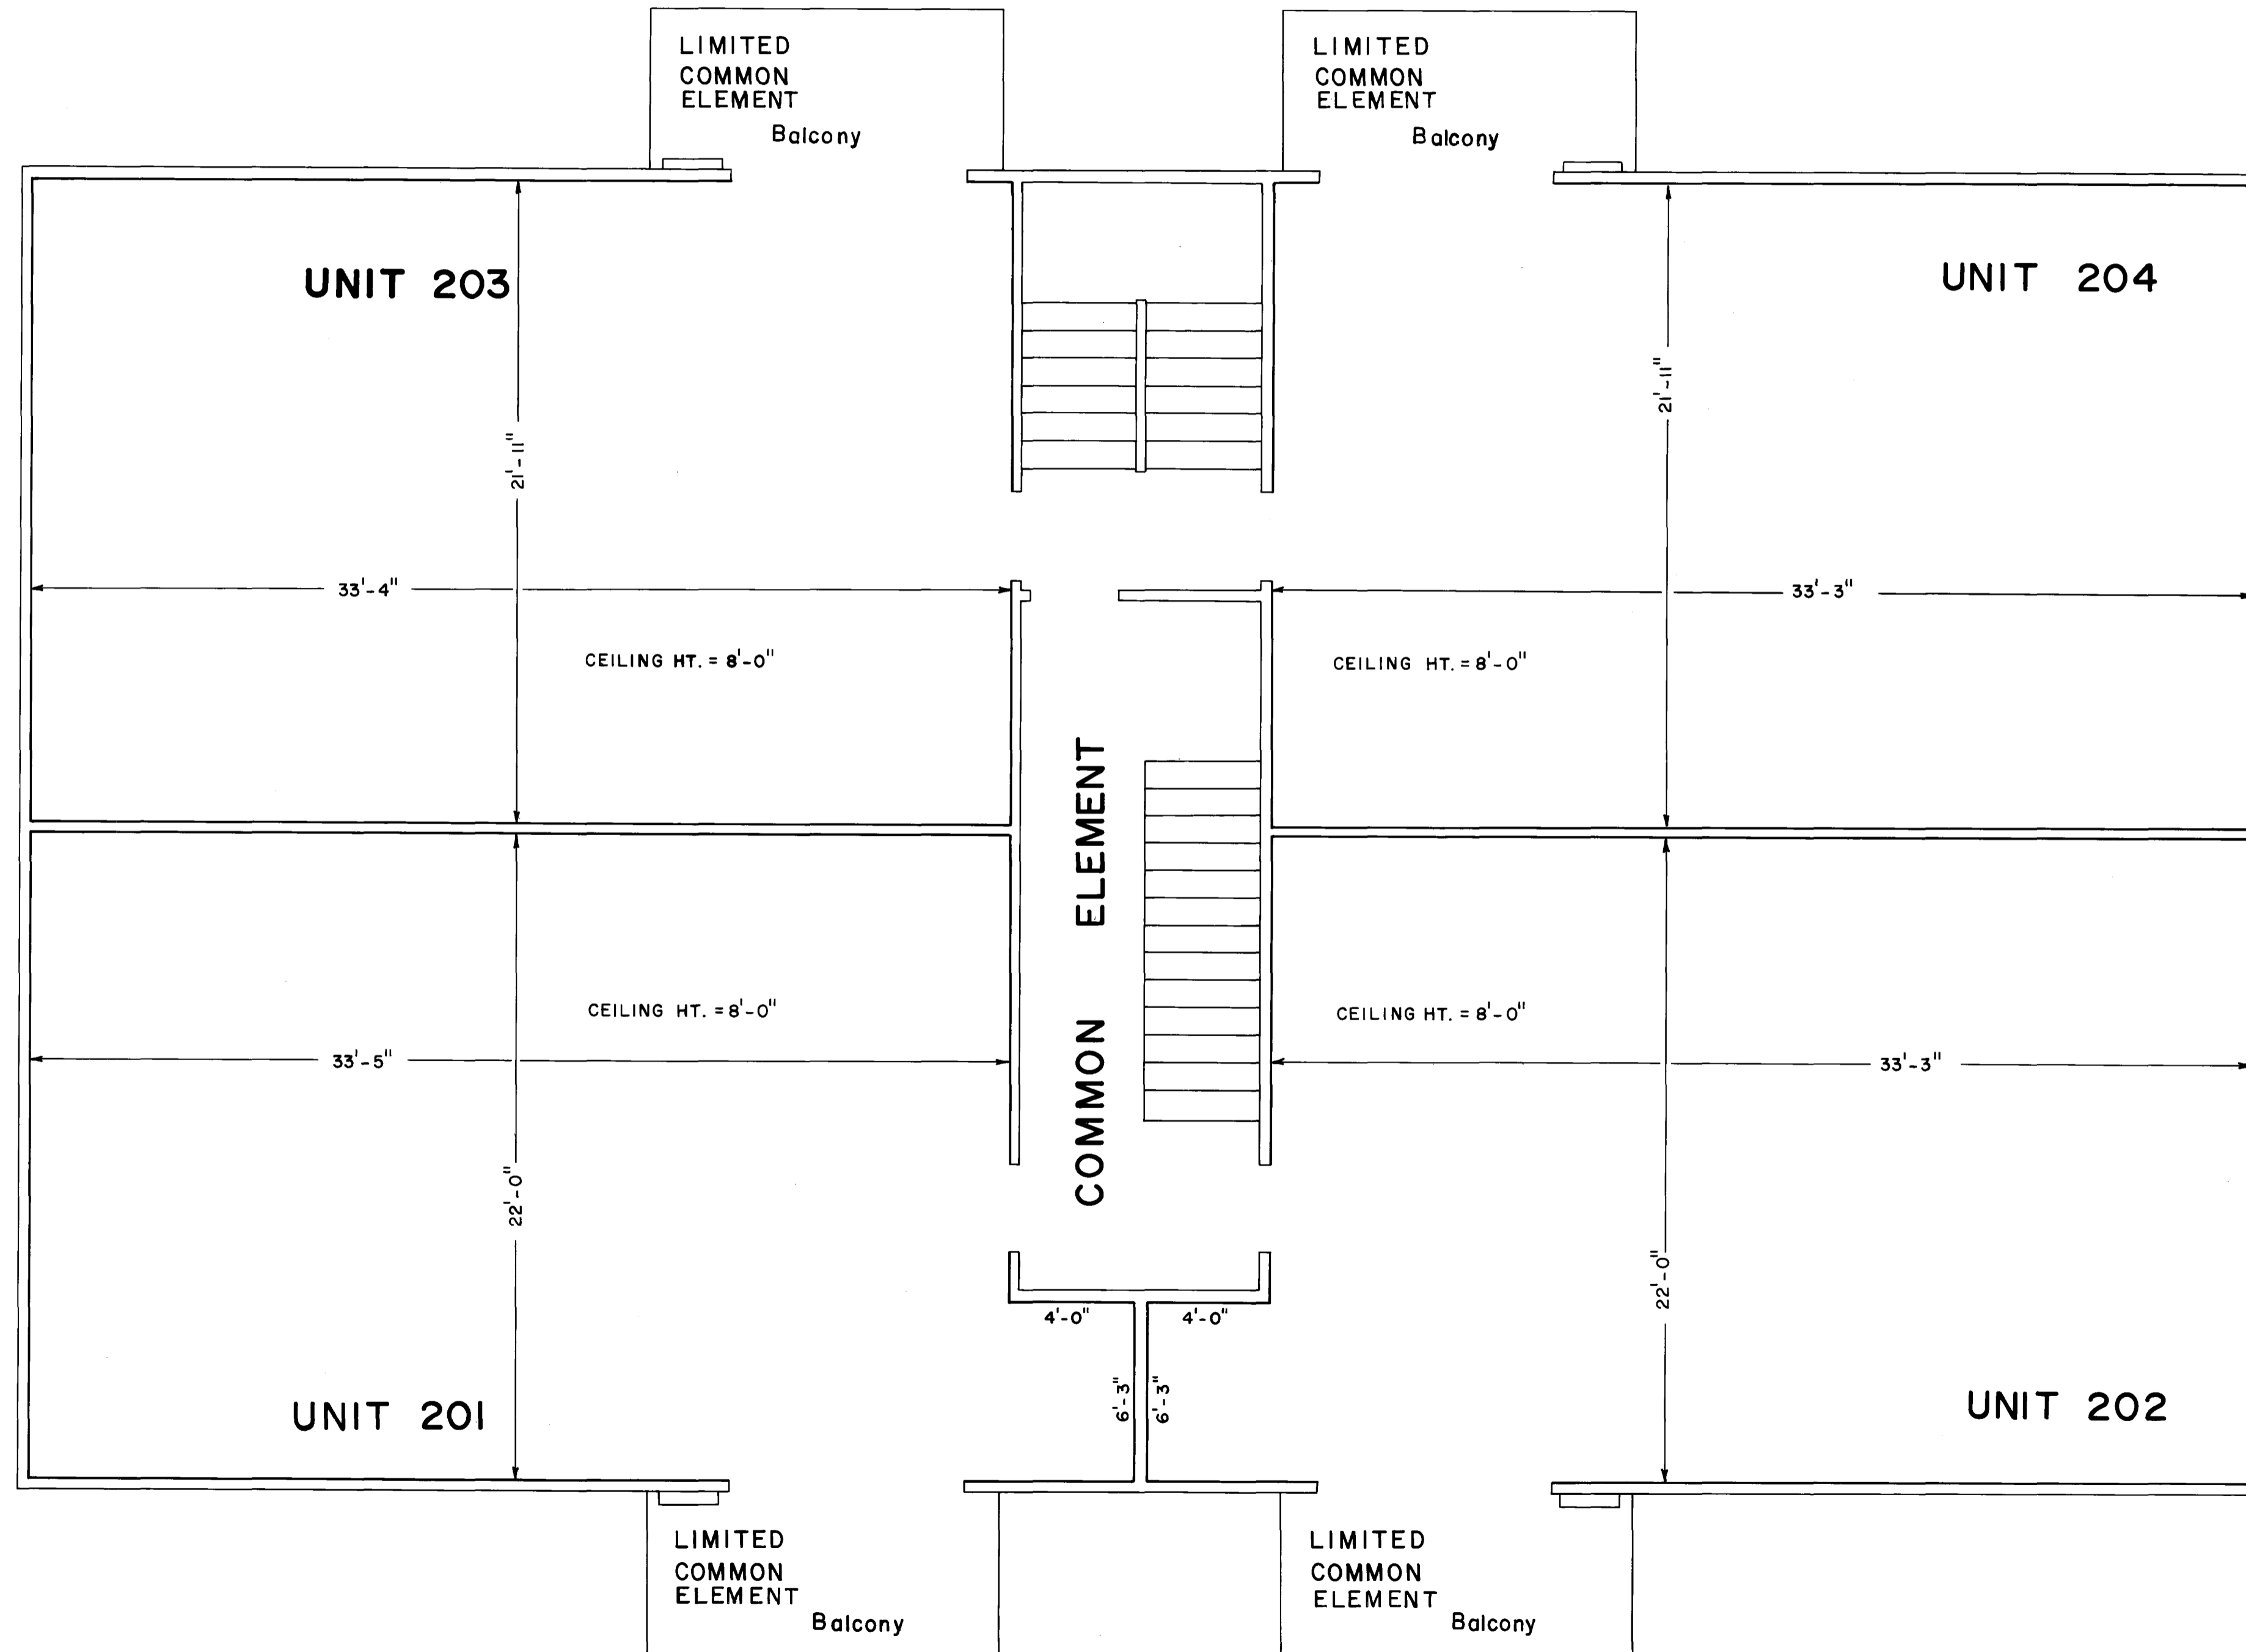 LIMITED
COMMON
ELEMENT
Balcony
LIMITED
COMMON
ELEMENT
Balcony
UNIT 203
UNIT 204
21'-11"
21'-11"
33'-4"
33'-3"
CEILING HT. = 8'-0"
CEILING HT. = 8'-0"
COMMON ELEMENT
CEILING HT. = 8'-0"
CEILING HT. = 8'-0"
33'-5"
33'-3"
22'-0"
22'-0"
4'-0"
4'-0"
6'-3"
6'-3"
UNIT 201
UNIT 202
LIMITED
COMMON
ELEMENT
Balcony
LIMITED
COMMON
ELEMENT
Balcony